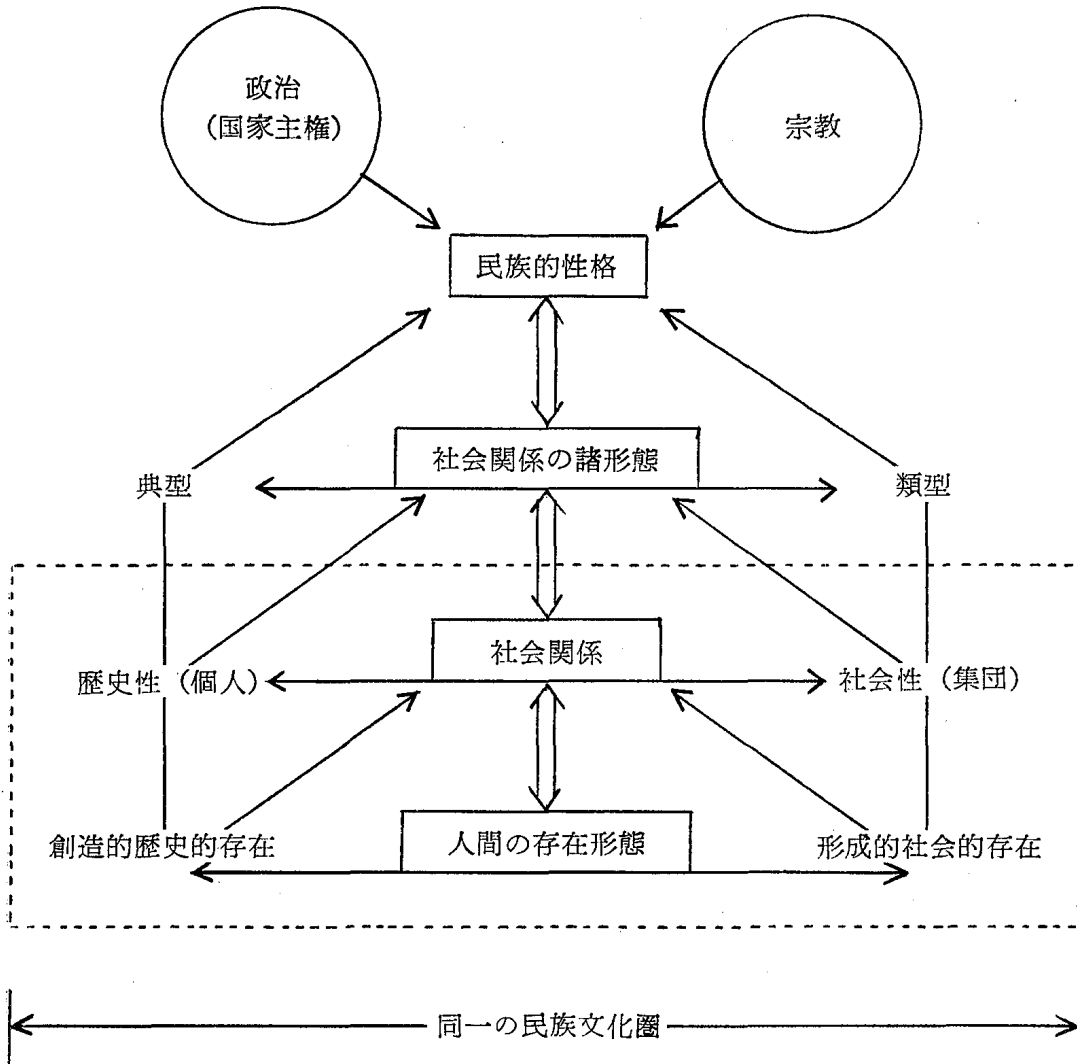 政治
（国家主権）
宗教
民族的性格
社会関係の諸形態
典型
類型
社会関係
歴史性（個人）
社会性（集団）
創造的歴史的存在
人間の存在形態
形成的社会的存在
同一の民族文化圏